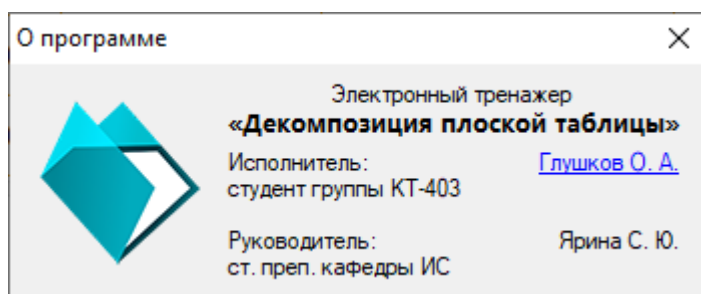 О программе
Электронный тренажер
«Декомпозиция плоской таблицы»
Исполнитель: Глушков О. А.
студент группы КТ-403
Руководитель: Ярина С. Ю.
ст. преп. кафедры ИС